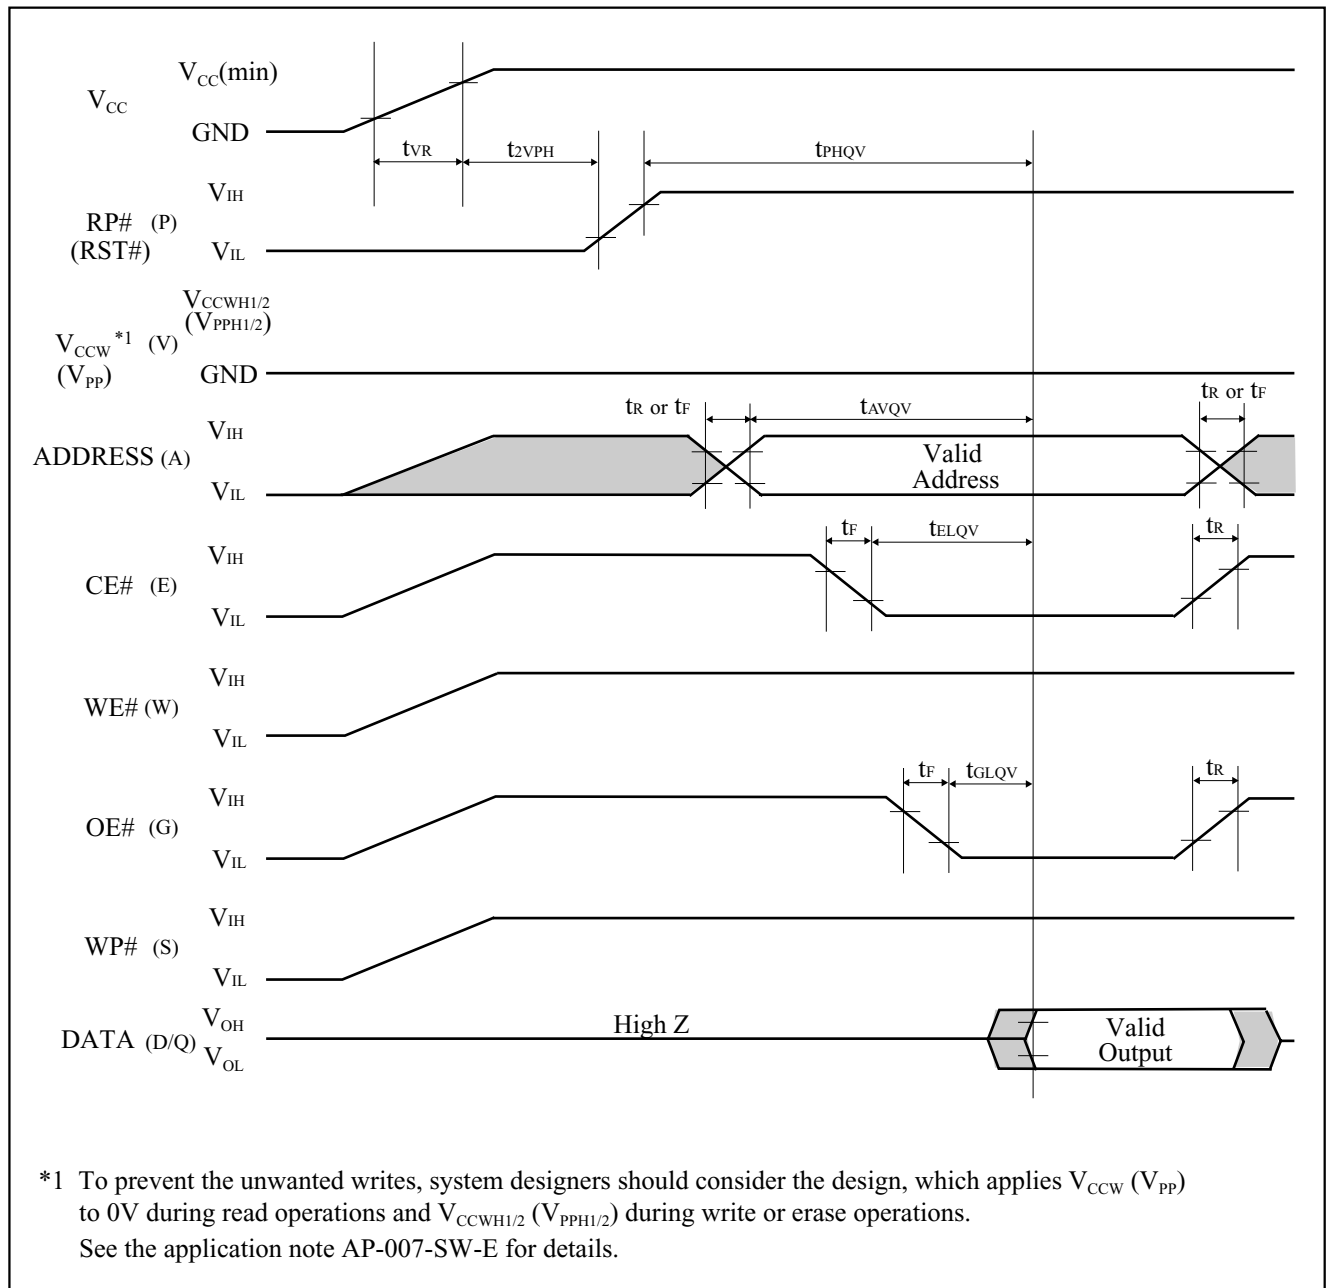 VCC(min)
VCC
GND
tVR
t2VPH
tPHQV
VIH
RP# (P)
(RST#)
VIL
VCCWH1/2
(VPPH1/2)
VCCW *1 (V)
(VPP)
GND
tR or tF
tAVQV
tR or tF
VIH
ADDRESS (A)
Valid
Address
VIL
tF
tELQV
tR
VIH
CE# (E)
VIL
VIH
WE# (W)
VIL
tF
tGLQV
tR
VIH
OE# (G)
VIL
VIH
WP# (S)
VIL
VOH
High Z
Valid
Output
DATA (D/Q)
VOL
*1 To prevent the unwanted writes, system designers should consider the design, which applies VCCW (VPP)
to 0V during read operations and VCCWH1/2 (VPPH1/2) during write or erase operations.
See the application note AP-007-SW-E for details.